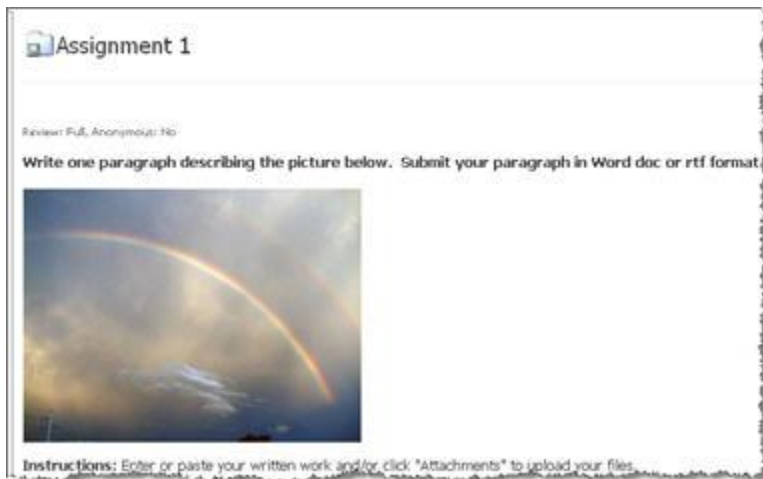 Assignment 1
Review: Full, Anonymous: No
Write one paragraph describing the picture below. Submit your paragraph in Word doc or rtf format.
Instructions: Enter or paste your written work and/or click "Attachments" to upload your files.